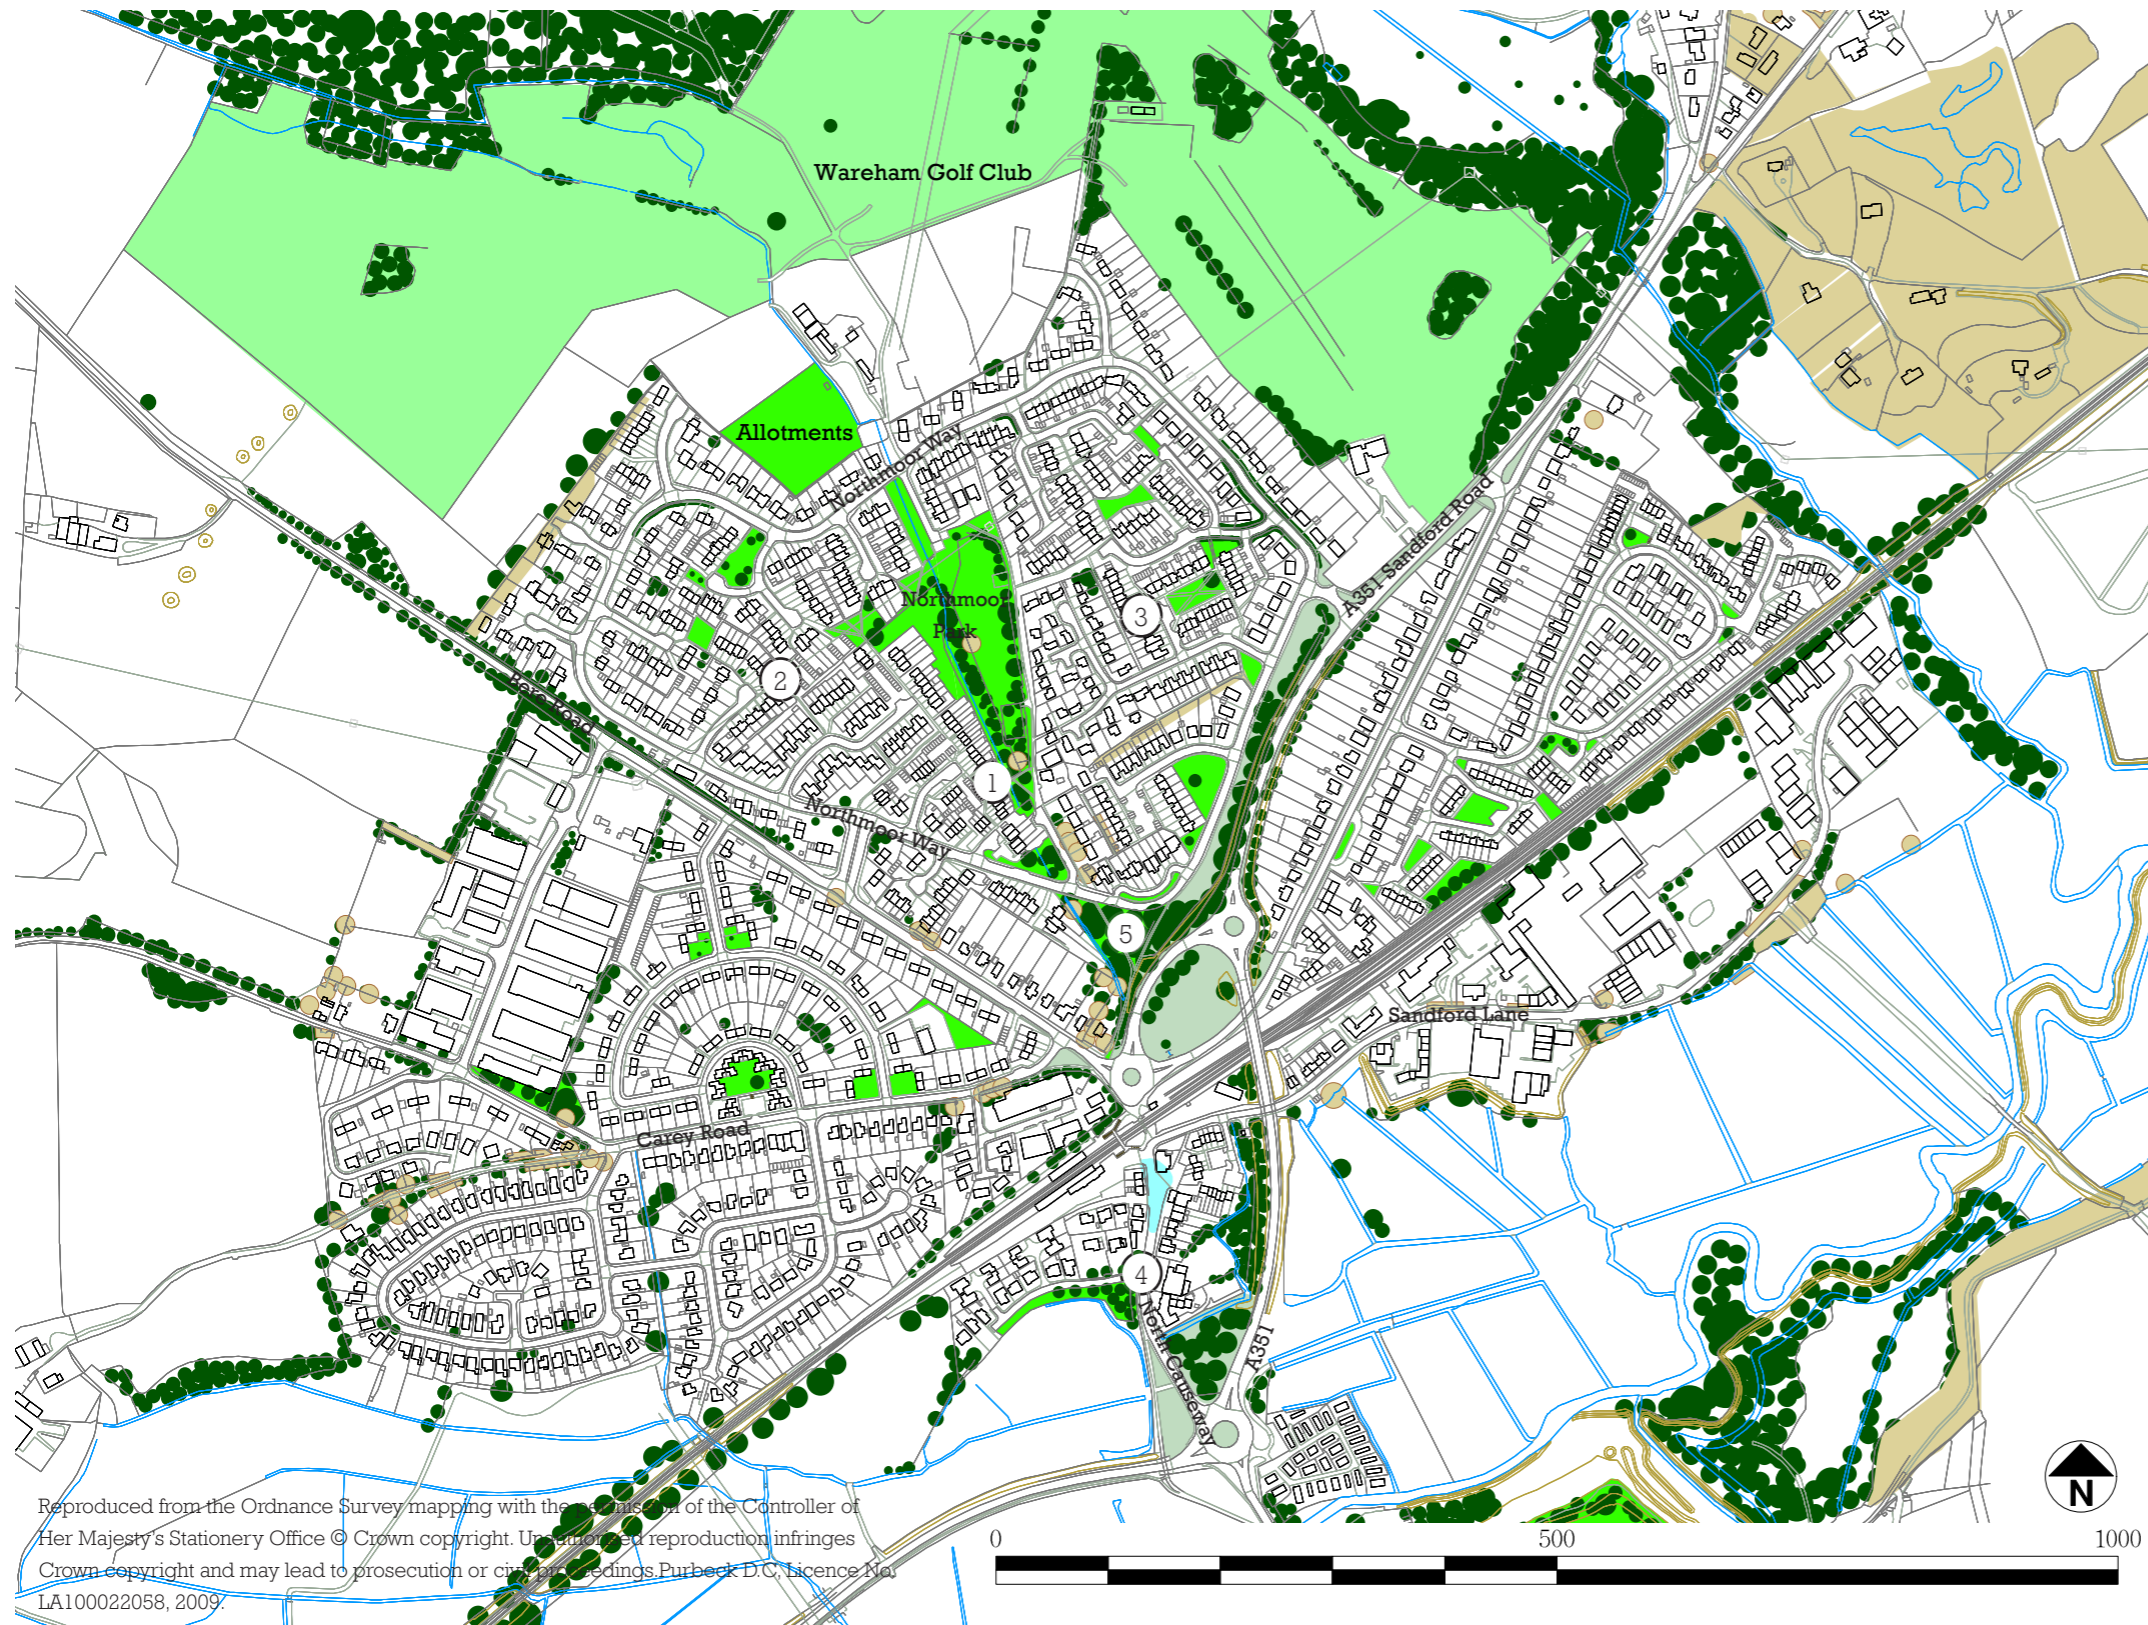 Wareham Golf Club
Allotments
Northmoor Way
A351 Sandford Road
Northmoor
Park
3
2
Bere Road
1
Northmoor Way
5
Sandford Lane
Carey Road
4
North Causeway
A351
N
Reproduced from the Ordnance Survey mapping with the permission of the Controller of
Her Majesty's Stationery Office © Crown copyright. Unauthorised reproduction infringes
Crown copyright and may lead to prosecution or civil proceedings.Purbeck D.C. Licence No.
LA100022058, 2009.
0 500 1000